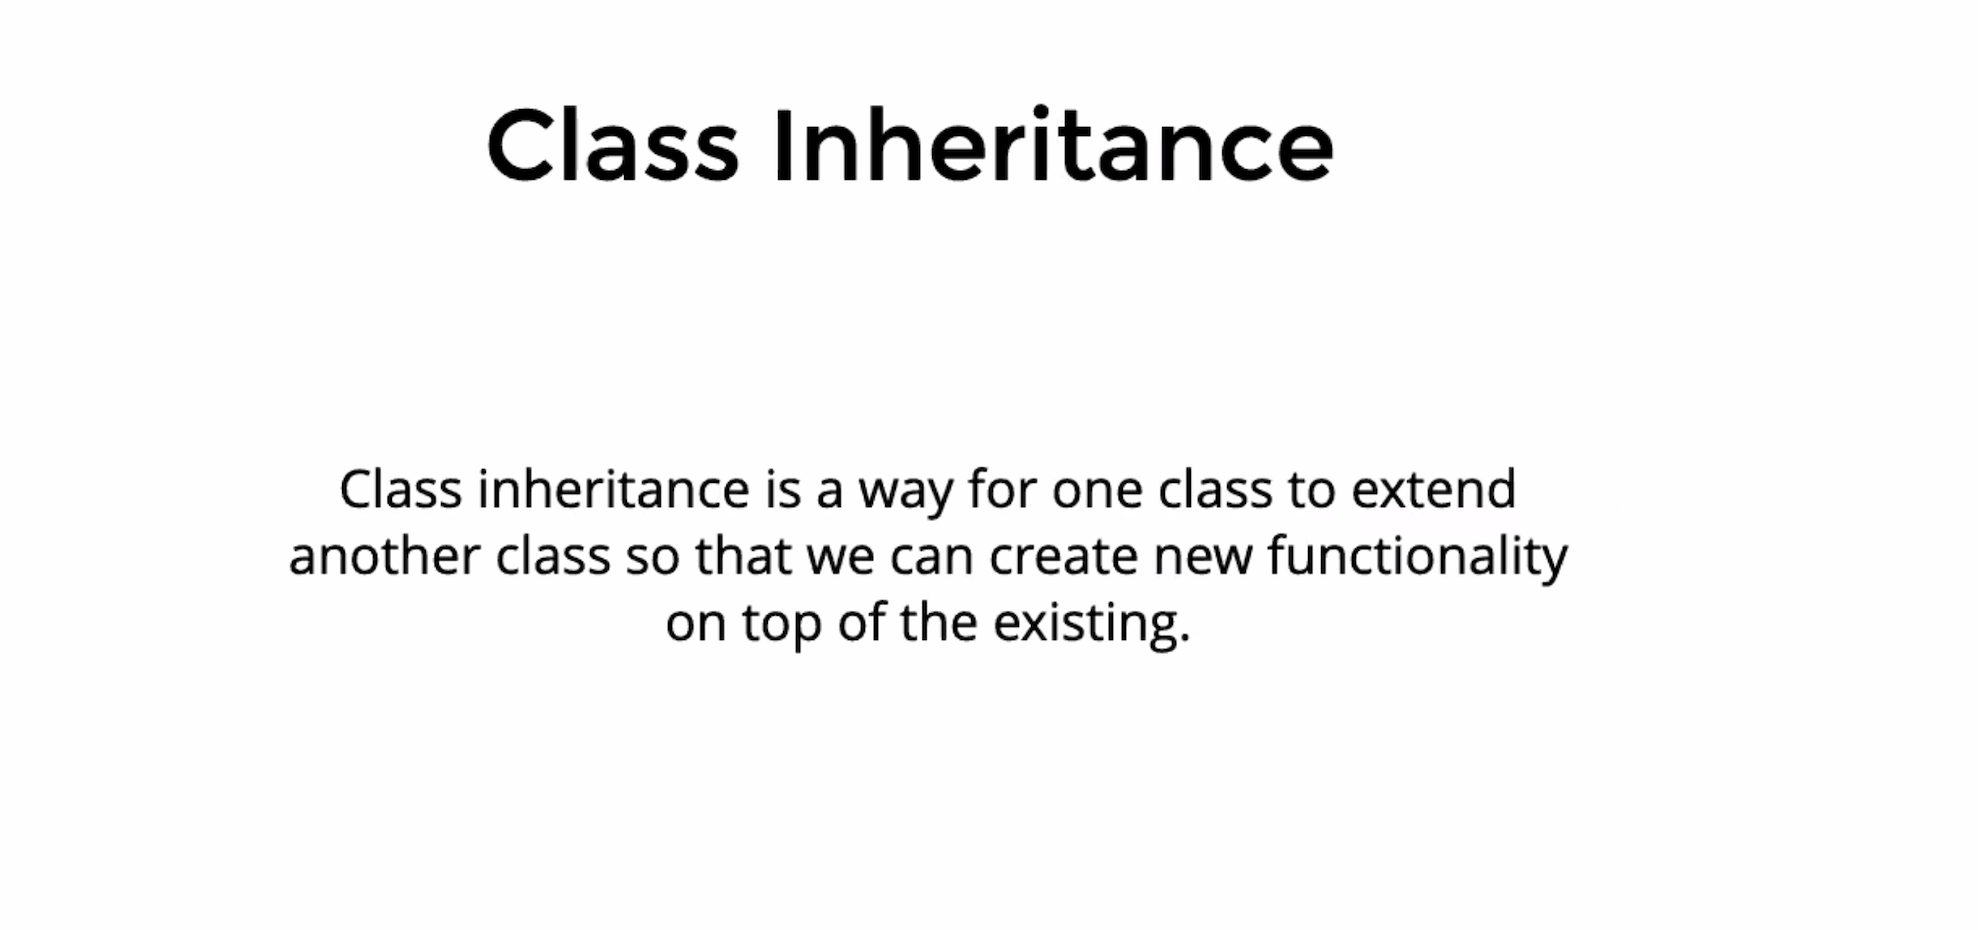 Class Inheritance
Class inheritance is a way for one class to extend
another class so that we can create new functionality
on top of the existing.